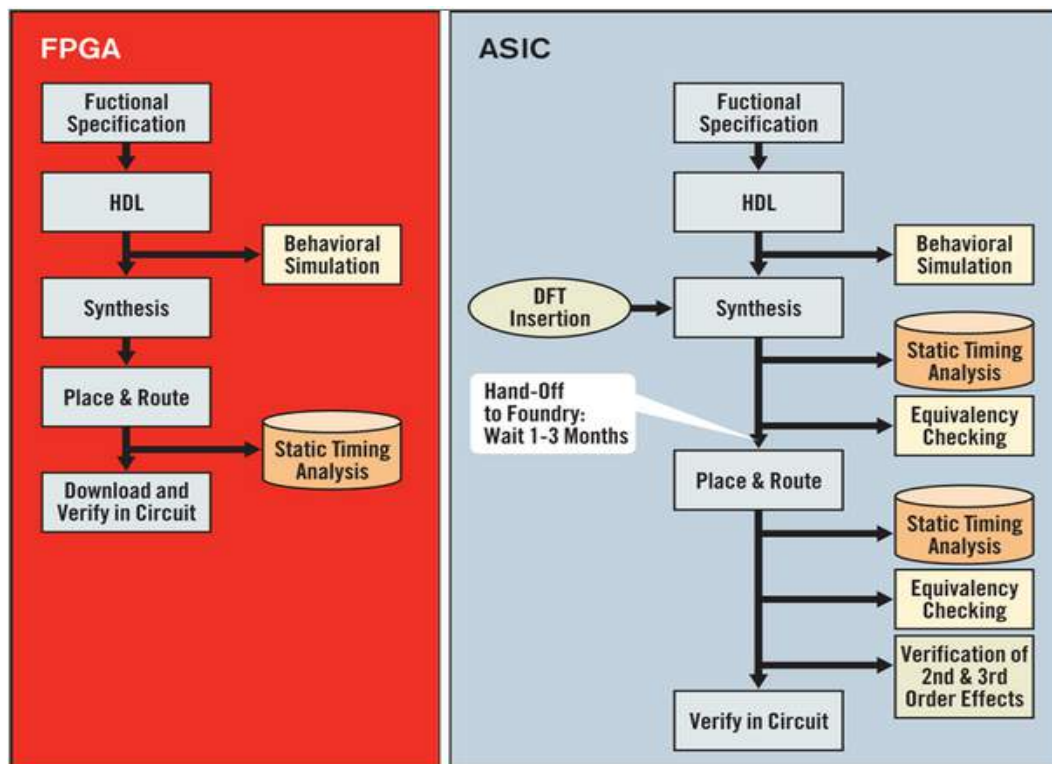 FPGA
Fuctional
Specification
HDL
Behavioral
Simulation
Synthesis
Place & Route
Static Timing
Analysis
Download and
Verify in Circuit
ASIC
Fuctional
Specification
HDL
Behavioral
Simulation
DFT
Insertion
Synthesis
Static Timing
Analysis
Hand-Off
to Foundry:
Wait 1-3 Months
Equivalency
Checking
Place & Route
Static Timing
Analysis
Equivalency
Checking
Verification of
2nd & 3rd
Order Effects
Verify in Circuit